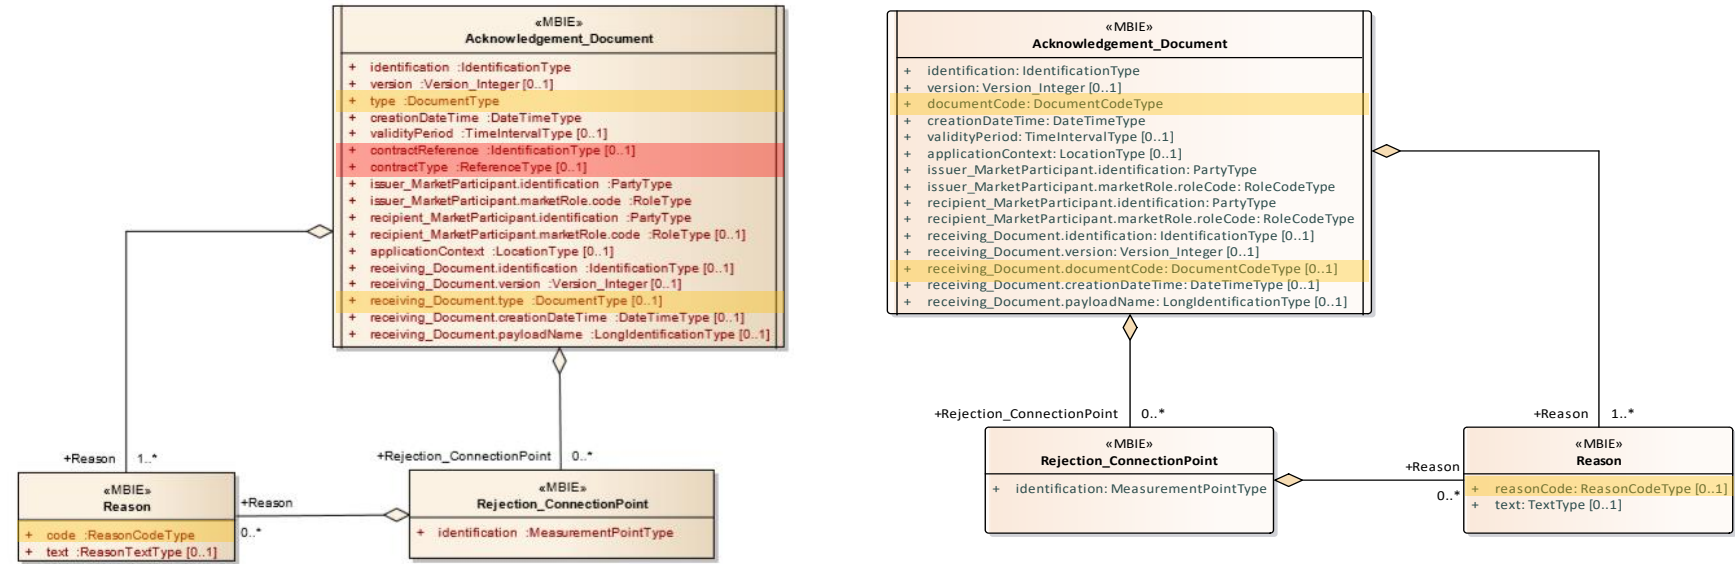 «MBIE»
Acknowledgement_Document
+ identification :IdentificationType
+ version :Version_Integer [0..1]
+ type :DocumentType
+ creationDateTime :DateTimeType
+ validityPeriod :TimeIntervalType [0..1]
+ contractReference :IdentificationType [0..1]
+ contractType :ReferenceType [0..1]
+ issuer_MarketParticipant.identification :PartyType
+ issuer_MarketParticipant.marketRole.code :RoleType
+ recipient_MarketParticipant.identification :PartyType
+ recipient_MarketParticipant.marketRole.code :RoleType [0..1]
+ applicationContext :LocationType [0..1]
+ receiving_Document.identification :IdentificationType [0..1]
+ receiving_Document.version :Version_Integer [0..1]
+ receiving_Document.type :DocumentType [0..1]
+ receiving_Document.creationDateTime :DateTimeType [0..1]
+ receiving_Document.payloadName :LongIdentificationType [0..1]
+Reason 1..*
+Rejection_ConnectionPoint 0..*
«MBIE»
Reason
+ code :ReasonCodeType
+ text :ReasonTextType [0..1]
+Reason
0..*
«MBIE»
Rejection_ConnectionPoint
+ identification :MeasurementPointType
«MBIE»
Acknowledgement_Document
+ identification: IdentificationType
+ version: Version_Integer [0..1]
+ documentCode: DocumentCodeType
+ creationDateTime: DateTimeType
+ validityPeriod: TimeIntervalType [0..1]
+ applicationContext: LocationType [0..1]
+ issuer_MarketParticipant.identification: PartyType
+ issuer_MarketParticipant.marketRole.roleCode: RoleCodeType
+ recipient_MarketParticipant.identification: PartyType
+ recipient_MarketParticipant.marketRole.roleCode: RoleCodeType
+ receiving_Document.identification: IdentificationType [0..1]
+ receiving_Document.version: Version_Integer [0..1]
+ receiving_Document.documentCode: DocumentCodeType [0..1]
+ receiving_Document.creationDateTime: DateTimeType [0..1]
+ receiving_Document.payloadName: LongIdentificationType [0..1]
+Rejection_ConnectionPoint 0..*
+Reason 1..*
«MBIE»
Rejection_ConnectionPoint
+ identification: MeasurementPointType
+Reason
0..*
«MBIE»
Reason
+ reasonCode: ReasonCodeType [0..1]
+ text: TextType [0..1]